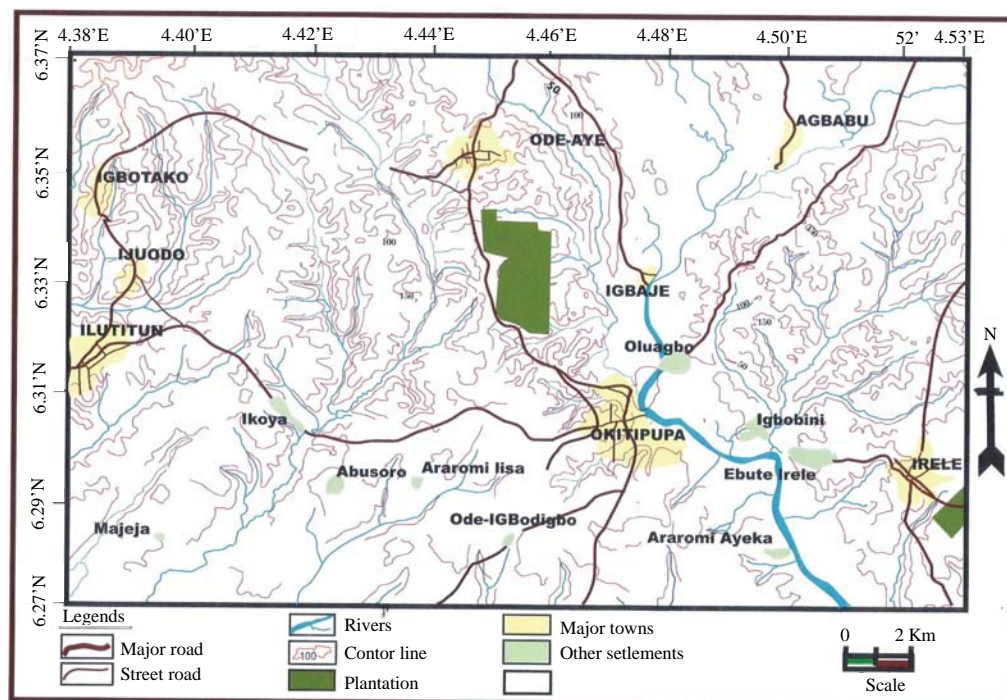 4.38’E 4.40’E 4.42’E 4.44’E 4.46’E 4.48’E 4.50’E 52’ 4.53’E
6.37’N
50
100
AGBABU
ODE-AYE
100
6.35’N
IGBOTAKO
100
IJUODO
6.33’N
150
IGBAJE
100
150
ILUTITUN
Oluagbo
50
N
6.31’N
Ikoya
Igbobini
OKITIPUPA
Abusoro
Araromi lisa
Ebute Irele
IRELE
6.29’N
Majeja
Ode-IGBodigbo
Araromi Ayeka
6.27’N
Legends
Major road
Street road
Rivers
100
Contor line
Plantation
Major towns
Other setlements
0 2 Km
Scale